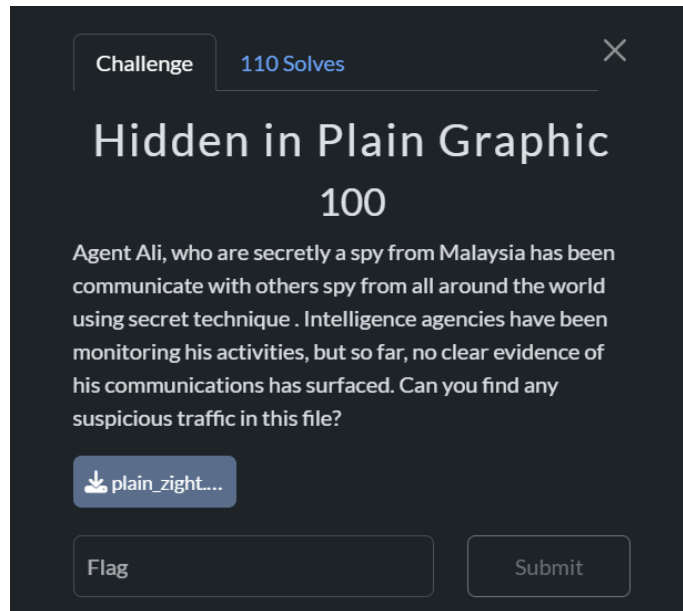 Challenge
110 Solves
Hidden in Plain Graphic
100
Agent Ali, who are secretly a spy from Malaysia has been
communicate with others spy from all around the world
using secret technique . Intelligence agencies have been
monitoring his activities, but so far, no clear evidence of
his communications has surfaced. Can you find any
suspicious traffic in this file?
plain_zight....
Flag
Submit